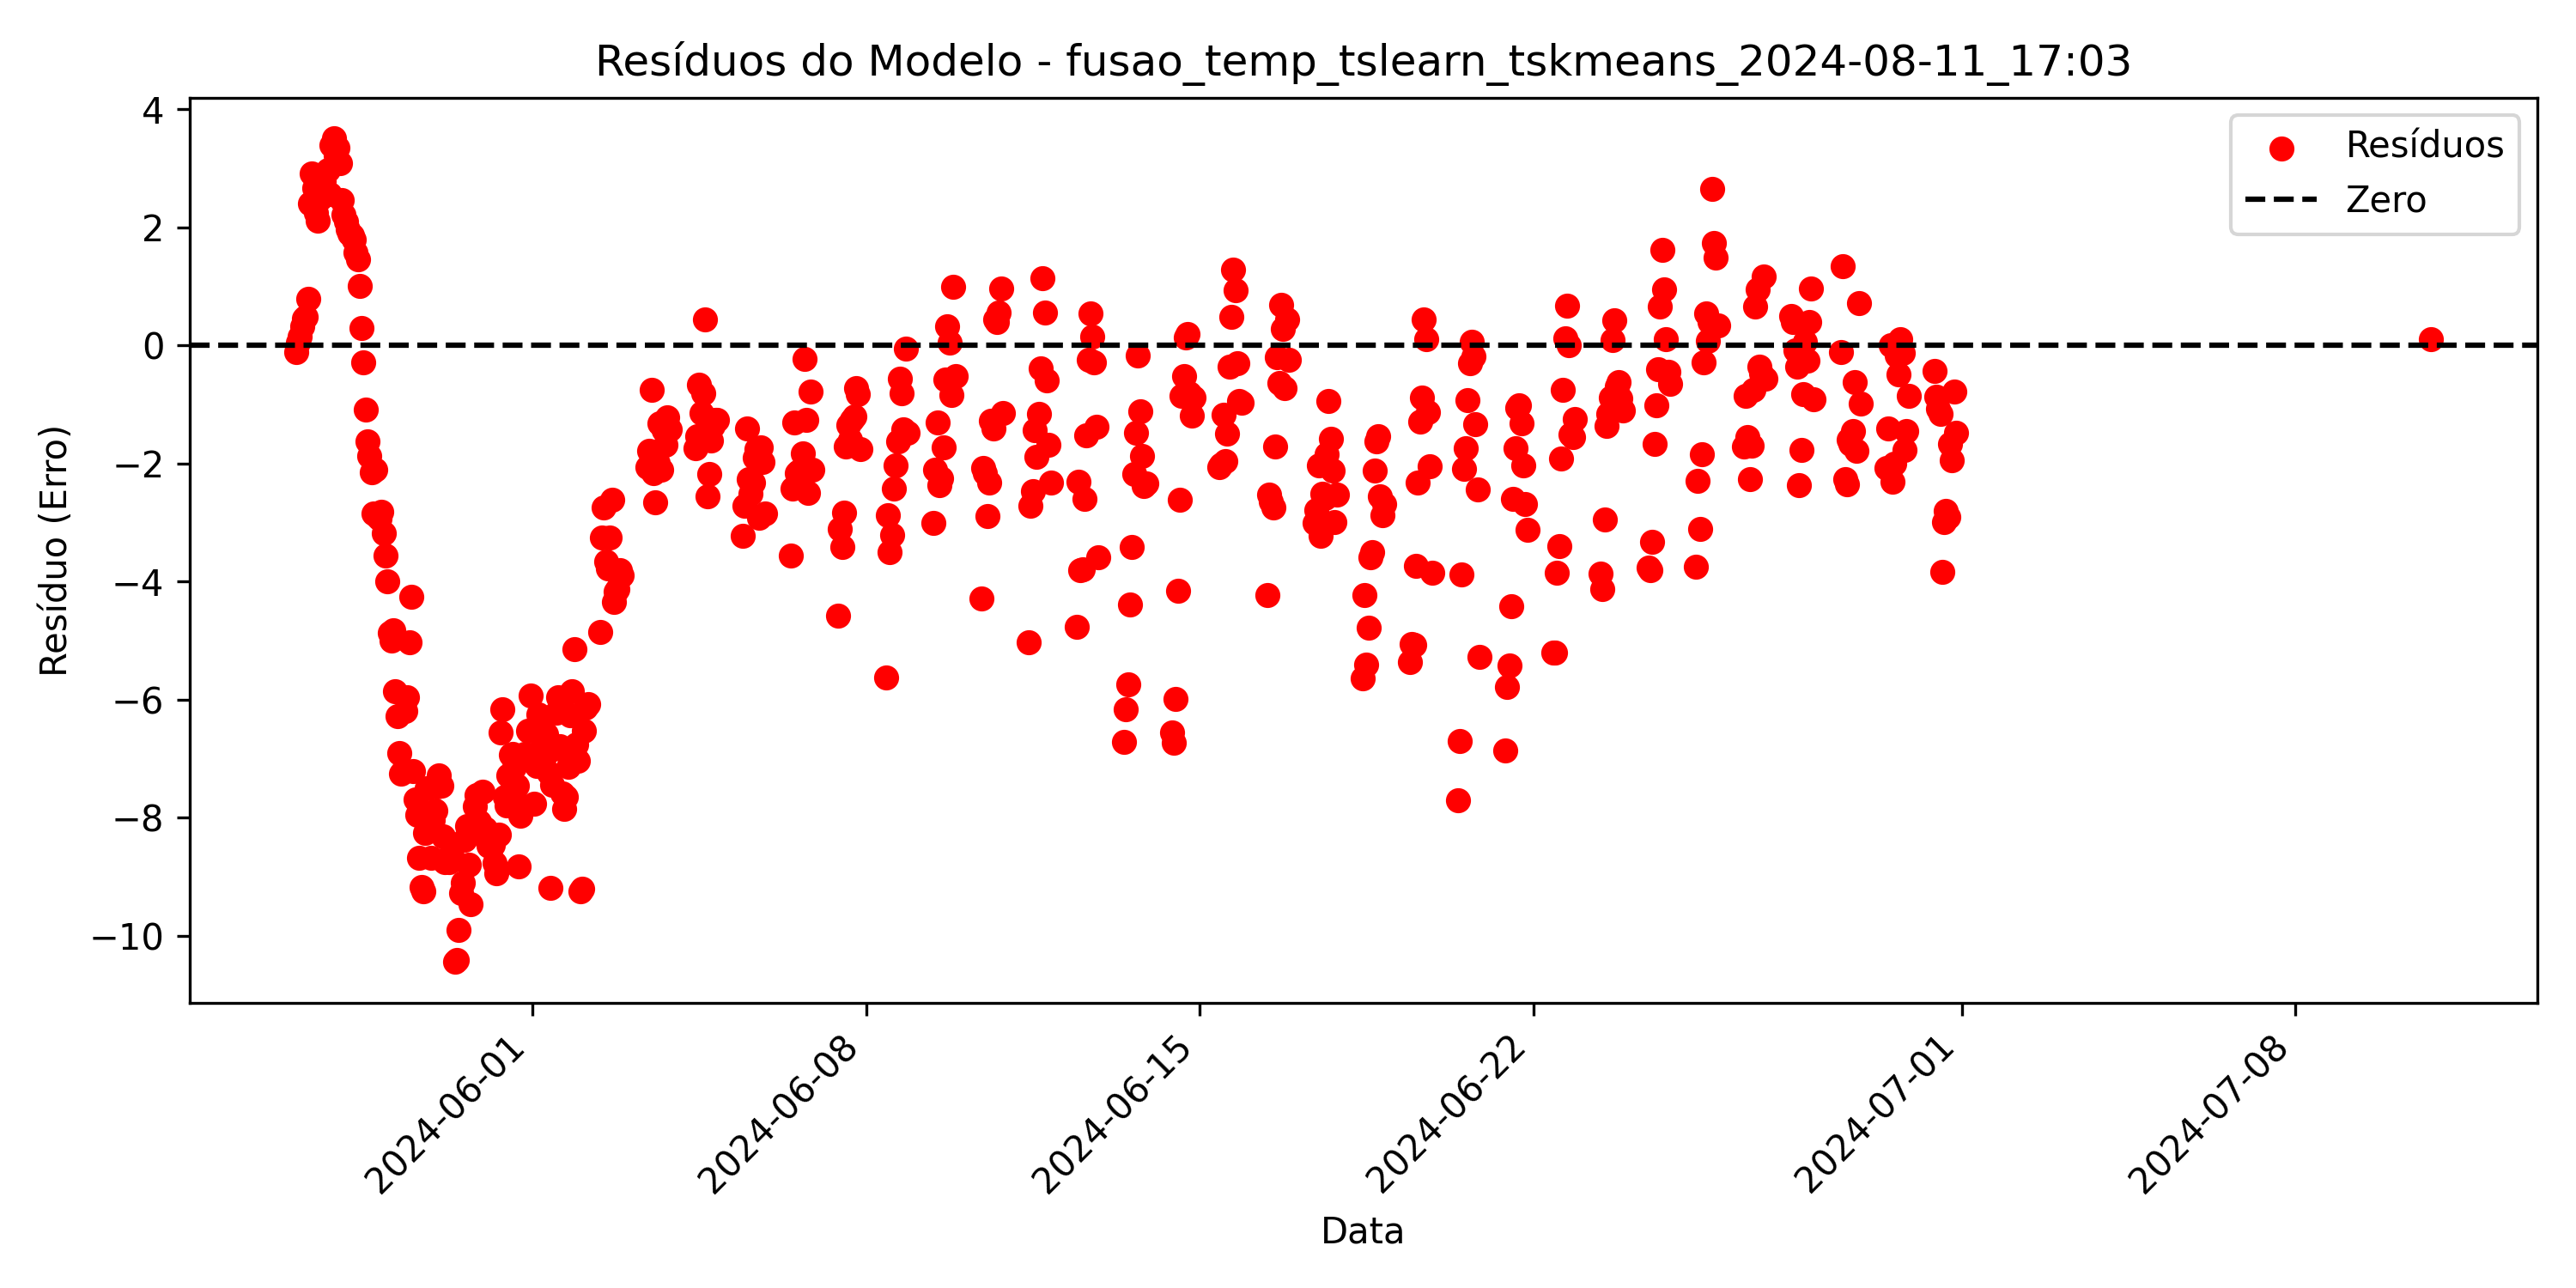 Resíduos do Modelo - fusao_temp_tslearn_tskmeans_2024-08-11_17:03
Resíduos
Zero
Resíduo (Erro)
4
2
0
−2
−4
−6
−8
−10
2024-06-01
2024-06-08
2024-06-15
2024-06-22
2024-07-01
2024-07-08
Data